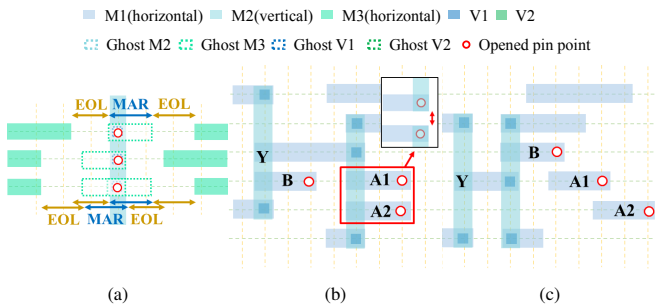 M1(horizontal) M2(vertical) M3(horizontal) V1 V2
Ghost M2 Ghost M3 Ghost V1 Ghost V2 Opened pin point
EOL MAR EOL
EOL MAR EOL
Y B A1 A2
Y B A1 A2
(a) (b) (c)